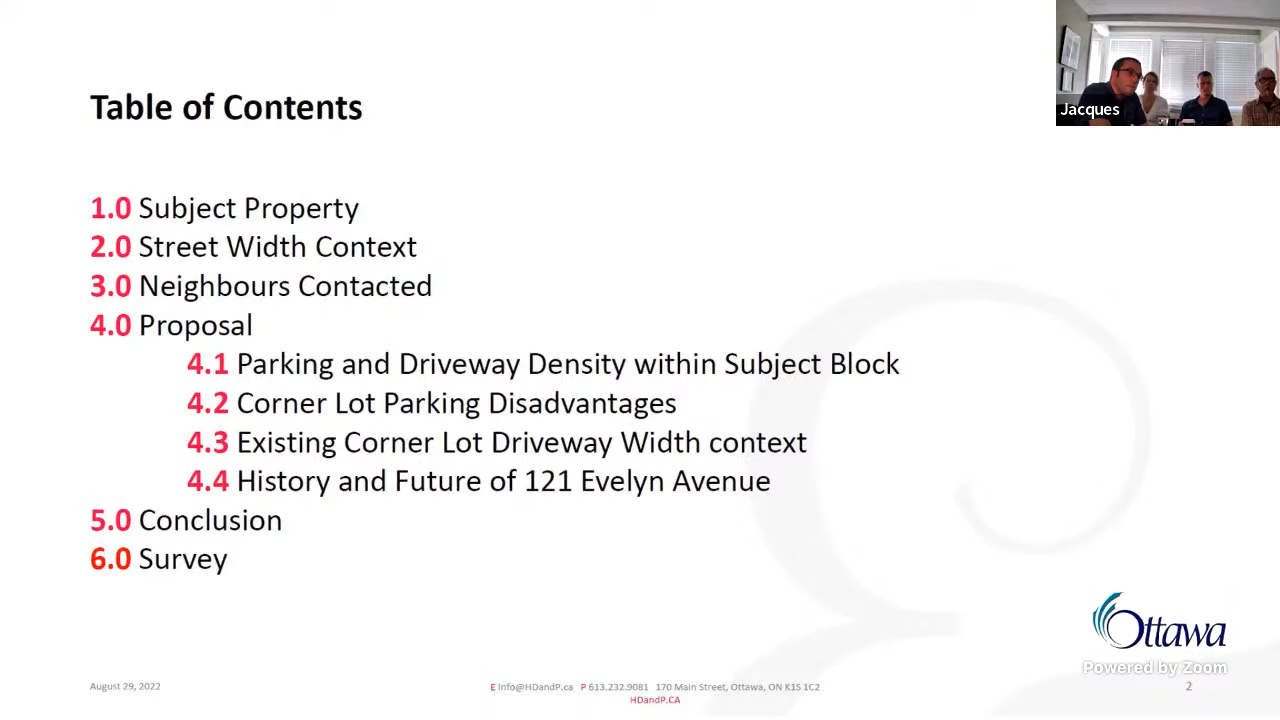 Table of Contents
Jacques
1.0 Subject Property
2.0 Street Width Context
3.0 Neighbours Contacted
4.0 Proposal
4.1 Parking and Driveway Density within Subject Block
4.2 Corner Lot Parking Disadvantages
4.3 Existing Corner Lot Driveway Width context
4.4 History and Future of 121 Evelyn Avenue
5.0 Conclusion
6.0 Survey
Ottawa
Powered by Zoom
August 29, 2022
E Info@HDandP.ca P 613.232.9081 170 Main Street, Ottawa, ON K1S 1C2
HDandP.CA
2